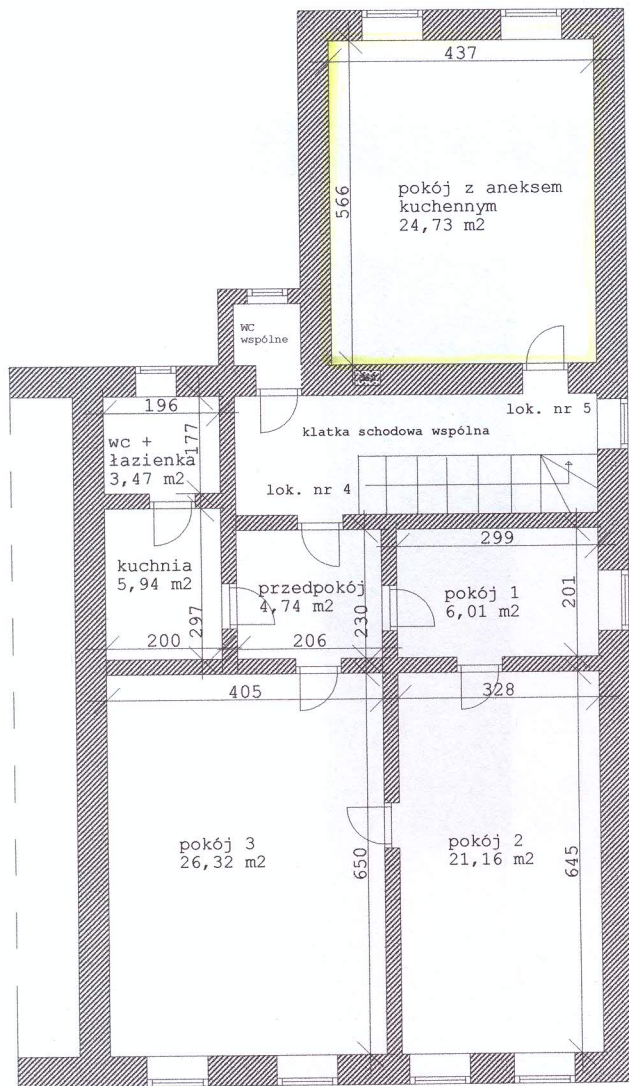 437
566
pokój z aneksem
kuchennym
24,73 m2
WC
wspólne
lok. nr 5
klatka schodowa wspólna
lok. nr 4
196
177
wc +
łazienka
3,47 m2
299
kuchnia
5,94 m2
297
200
przedpokój
4,74 m2
206
230
pokój 1
6,01 m2
201
405
328
pokój 3
26,32 m2
650
pokój 2
21,16 m2
645